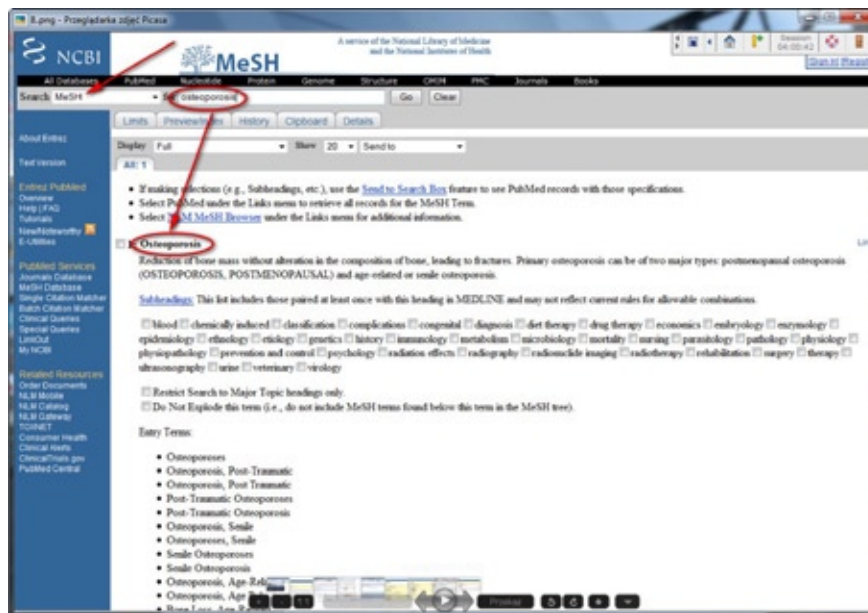 8.png - Przeglądarka zdjęć Picasa
NCBI
MeSH
A service of the National Library of Medicine
and the National Institutes of Health
Session
04:00:42
All Databases PubMed Nucleotide Protein Genome Structure OMIM PMC Journals Books
Search MeSH for osteoporosis Go Clear
Limits Preview/Index History Clipboard Details
Display Full Show 20 Send to
All: 1
About Entrez
Text Version
Entrez PubMed
Overview
Help | FAQ
Tutorials
New/Noteworthy
E-Utilities
PubMed Services
Journals Database
MeSH Database
Single Citation Matcher
Batch Citation Matcher
Clinical Queries
Special Queries
LinkOut
My NCBI
Related Resources
Order Documents
NLM Mobile
NLM Catalog
NLM Gateway
TOXNET
Consumer Health
Clinical Alerts
ClinicalTrials.gov
PubMed Central
If making selections (e.g., Subheadings, etc.), use the Send to Search Box feature to see PubMed records with those specifications.
Select PubMed under the Links menu to retrieve all records for the MeSH Term.
Select NLM MeSH Browser under the Links menu for additional information.
Osteoporosis
Reduction of bone mass without alteration in the composition of bone, leading to fractures. Primary osteoporosis can be of two major types: postmenopausal osteoporosis
(OSTEOPOROSIS, POSTMENOPAUSAL) and age-related or senile osteoporosis.
Subheadings: This list includes those paired at least once with this heading in MEDLINE and may not reflect current rules for allowable combinations.
blood chemically induced classification complications congenital diagnosis diet therapy drug therapy economics embryology enzymology
epidemiology ethnology etiology genetics history immunology metabolism microbiology mortality nursing parasitology pathology physiology
physiopathology prevention and control psychology radiation effects radiography radionuclide imaging radiotherapy rehabilitation surgery therapy
ultrasonography urine veterinary virology
Restrict Search to Major Topic headings only.
Do Not Explode this term (i.e., do not include MeSH terms found below this term in the MeSH tree).
Entry Terms:
Osteoporoses
Osteoporosis, Post-Traumatic
Osteoporosis, Post Traumatic
Post-Traumatic Osteoporoses
Post-Traumatic Osteoporosis
Osteoporosis, Senile
Osteoporoses, Senile
Senile Osteoporoses
Senile Osteoporosis
Osteoporosis, Age-Related
Bone Loss, Age-Related